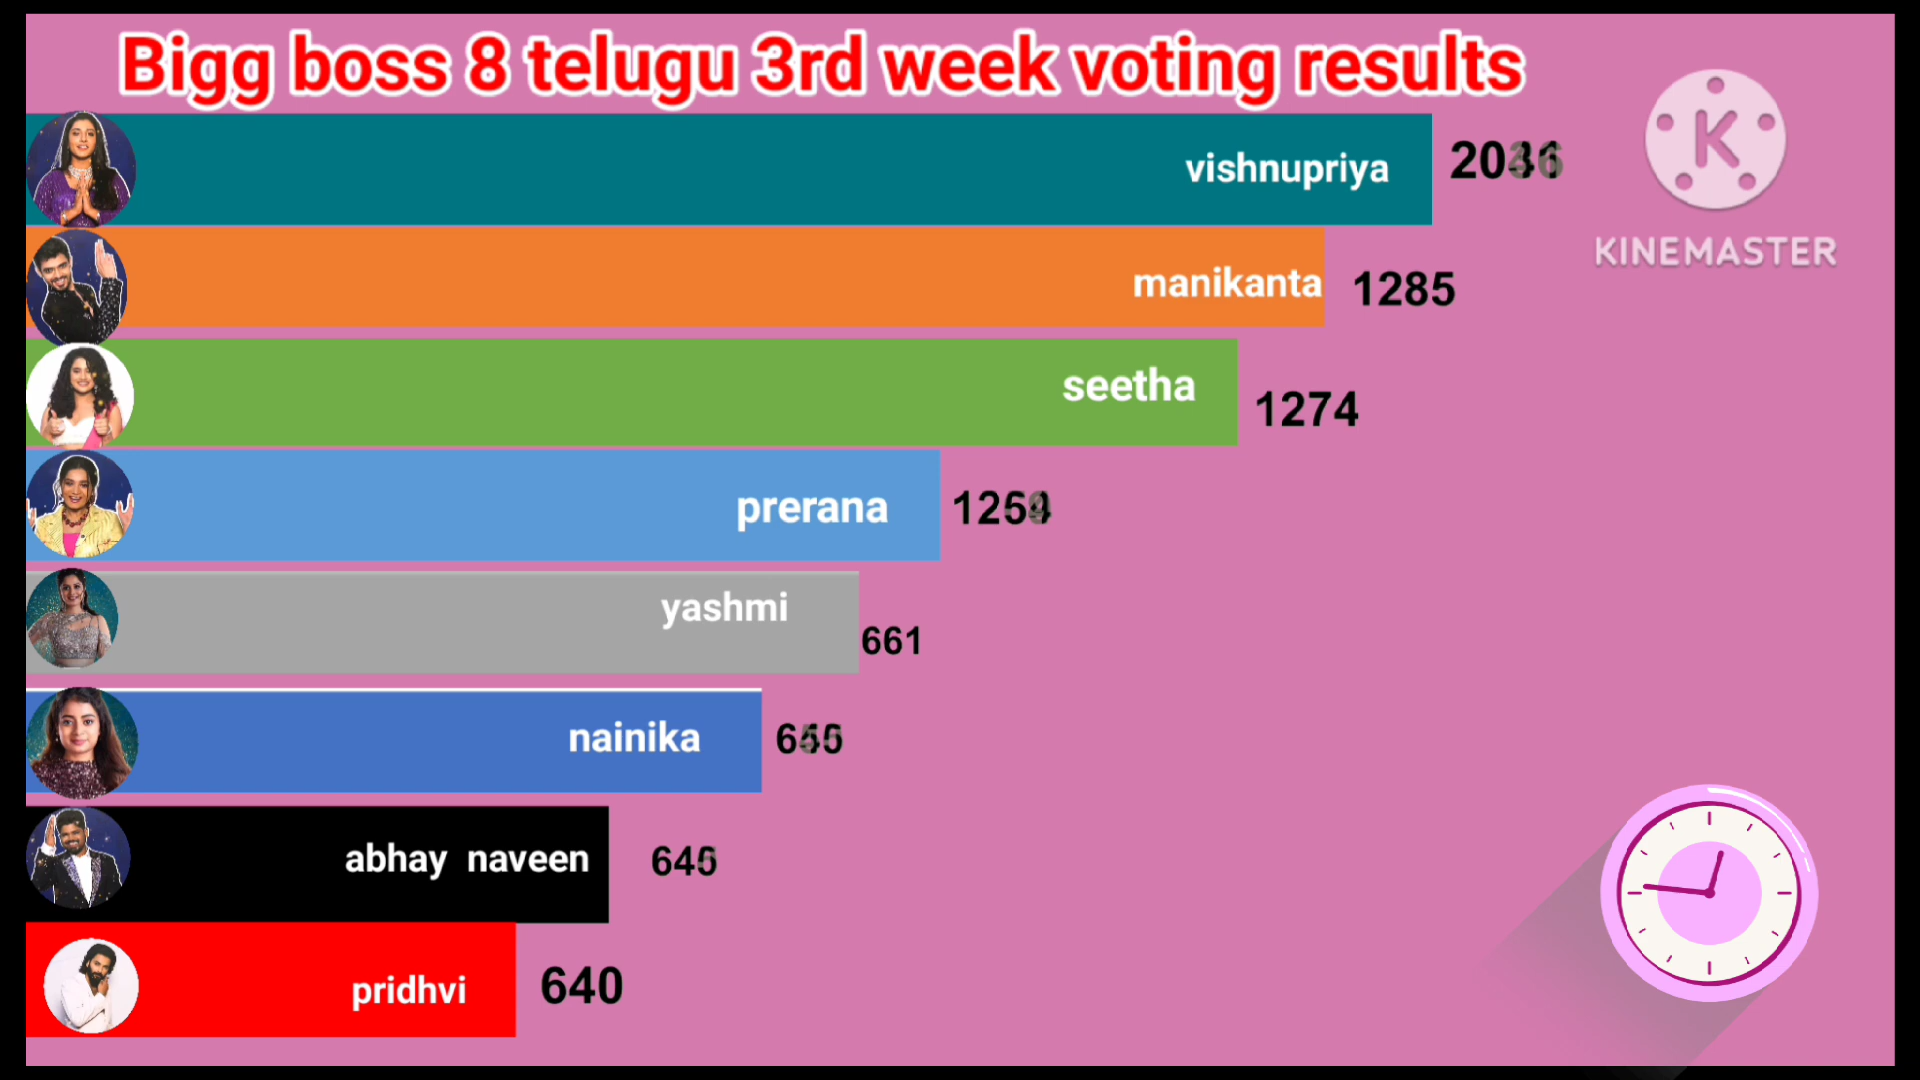 Bigg boss 8 telugu 3rd week voting results
K
KINEMASTER
vishnupriya
manikanta 1285
seetha 1274
prerana
yashmi 661
nainika
abhay naveen
pridhvi 640